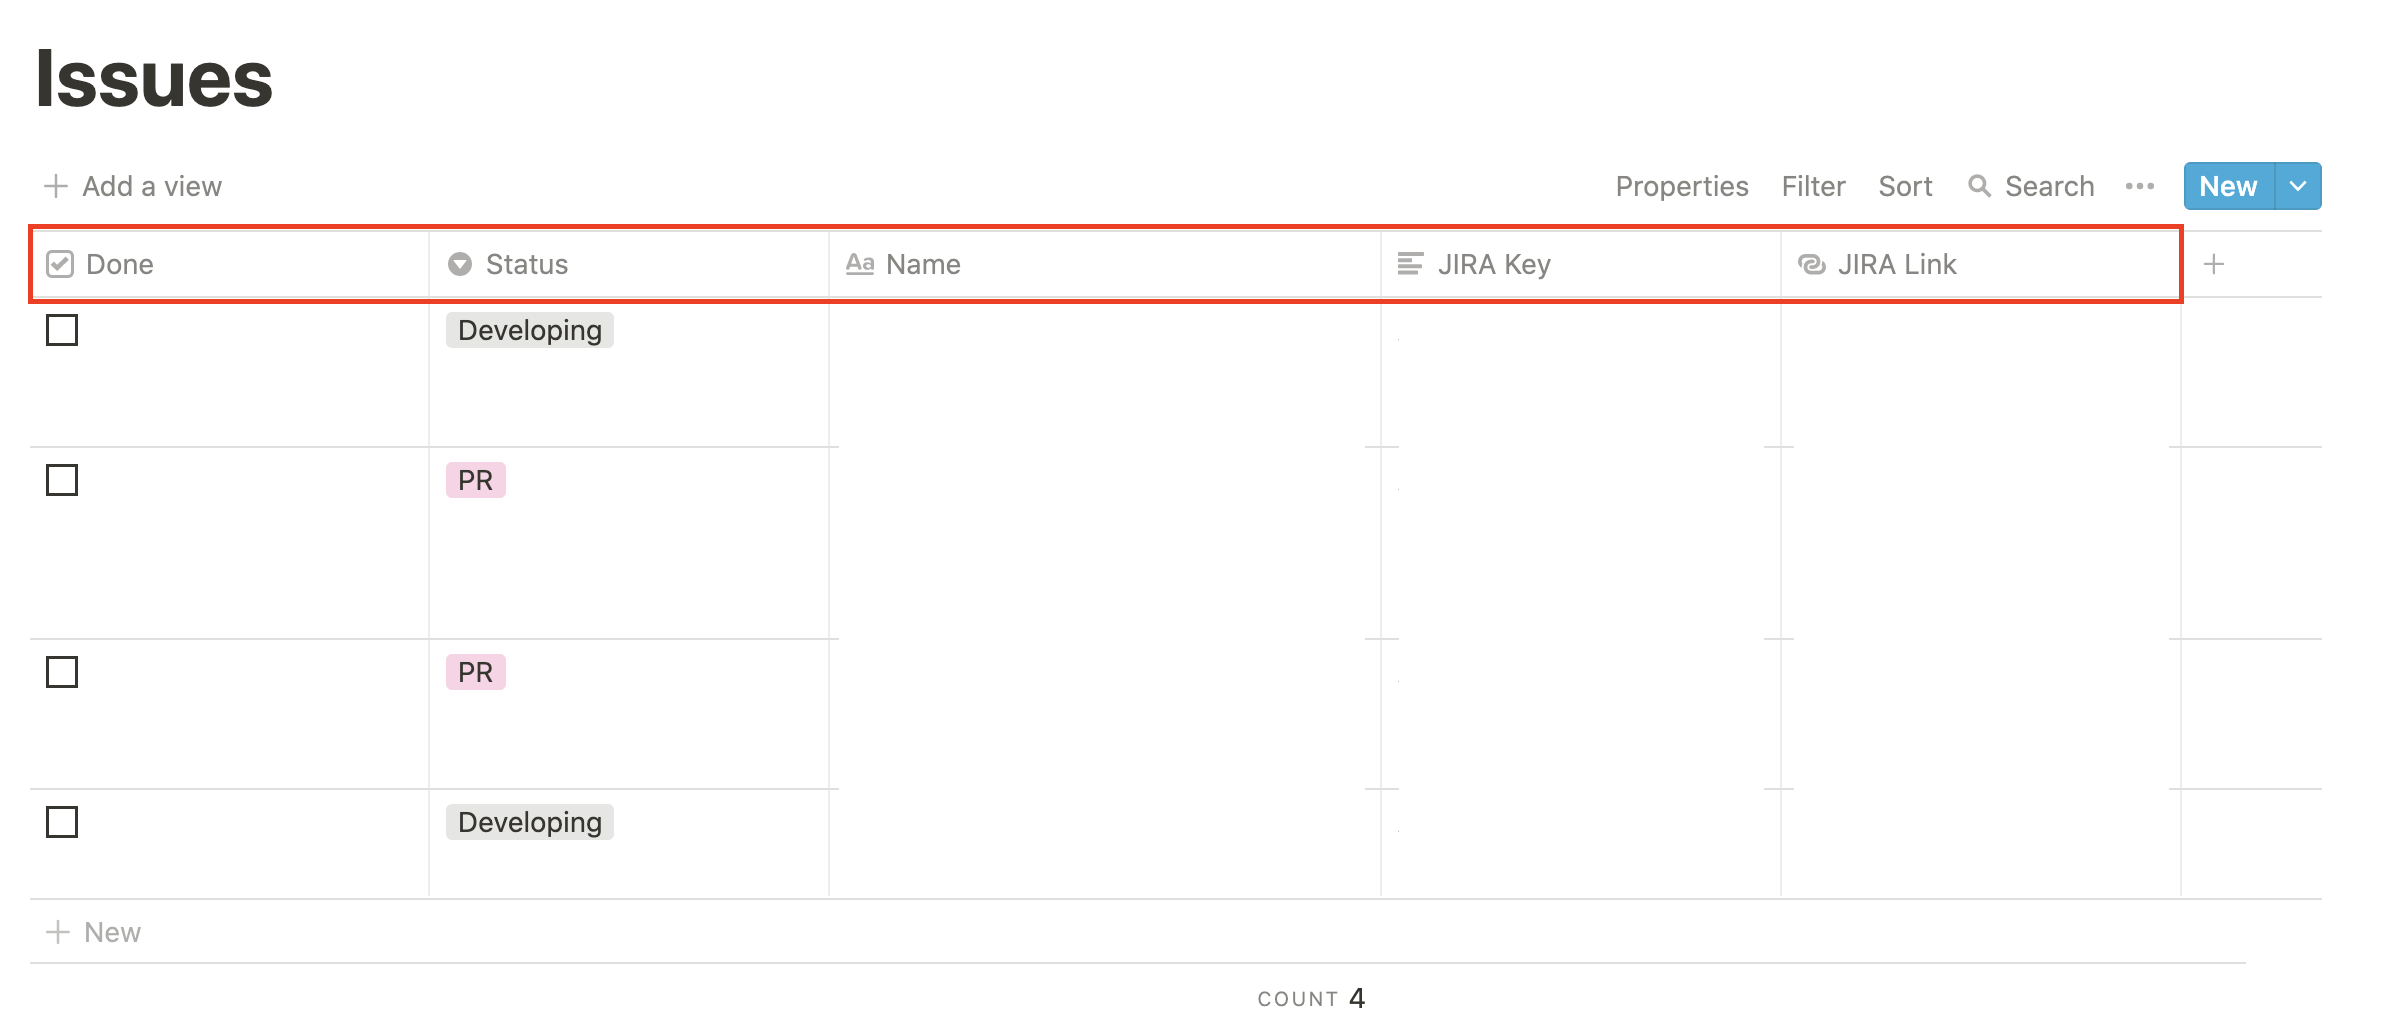 Issues
Add a view Properties Filter Sort Search New
Done Status Aa Name JIRA Key JIRA Link
Developing
PR
PR
Developing
New
COUNT 4